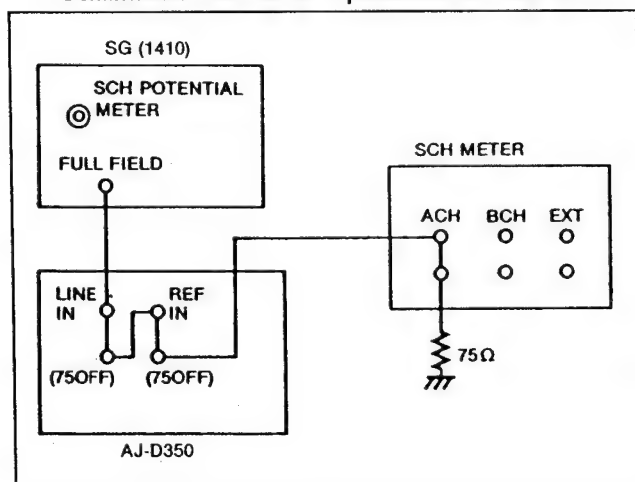 SG (1410)
SCH POTENTIAL
METER
FULL FIELD
SCH METER
ACH BCH EXT
LINE
IN
REF
IN
(75OFF) (75OFF)
75Ω
AJ-D350